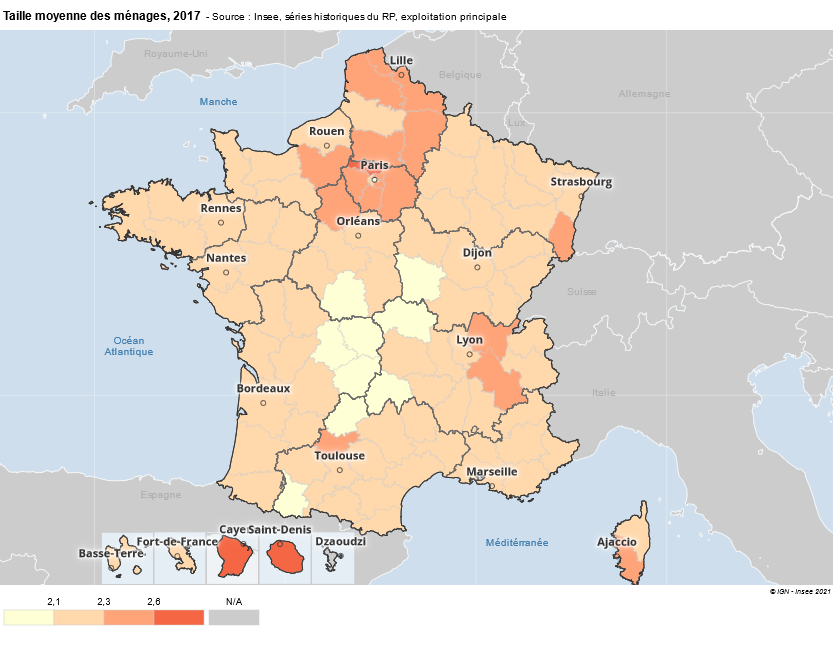 Taille moyenne des ménages, 2017 - Source : Insee, séries historiques du RP, exploitation principale
Royaume-Uni
Lille
Belgique
Allemagne
Manche
Lux
Rouen
Paris
Strasbourg
Rennes
Orléans
Nantes
Dijon
Suisse
Océan
Atlantique
Lyon
Bordeaux
Italie
Toulouse
Marseille
Espagne
Caye
Saint-Denis
Fort-de-France
Dzaoudzi
Basse-Terre
Méditérranée
Ajaccio
© IGN - Insee 2021
2,1 2,3 2,6 N/A